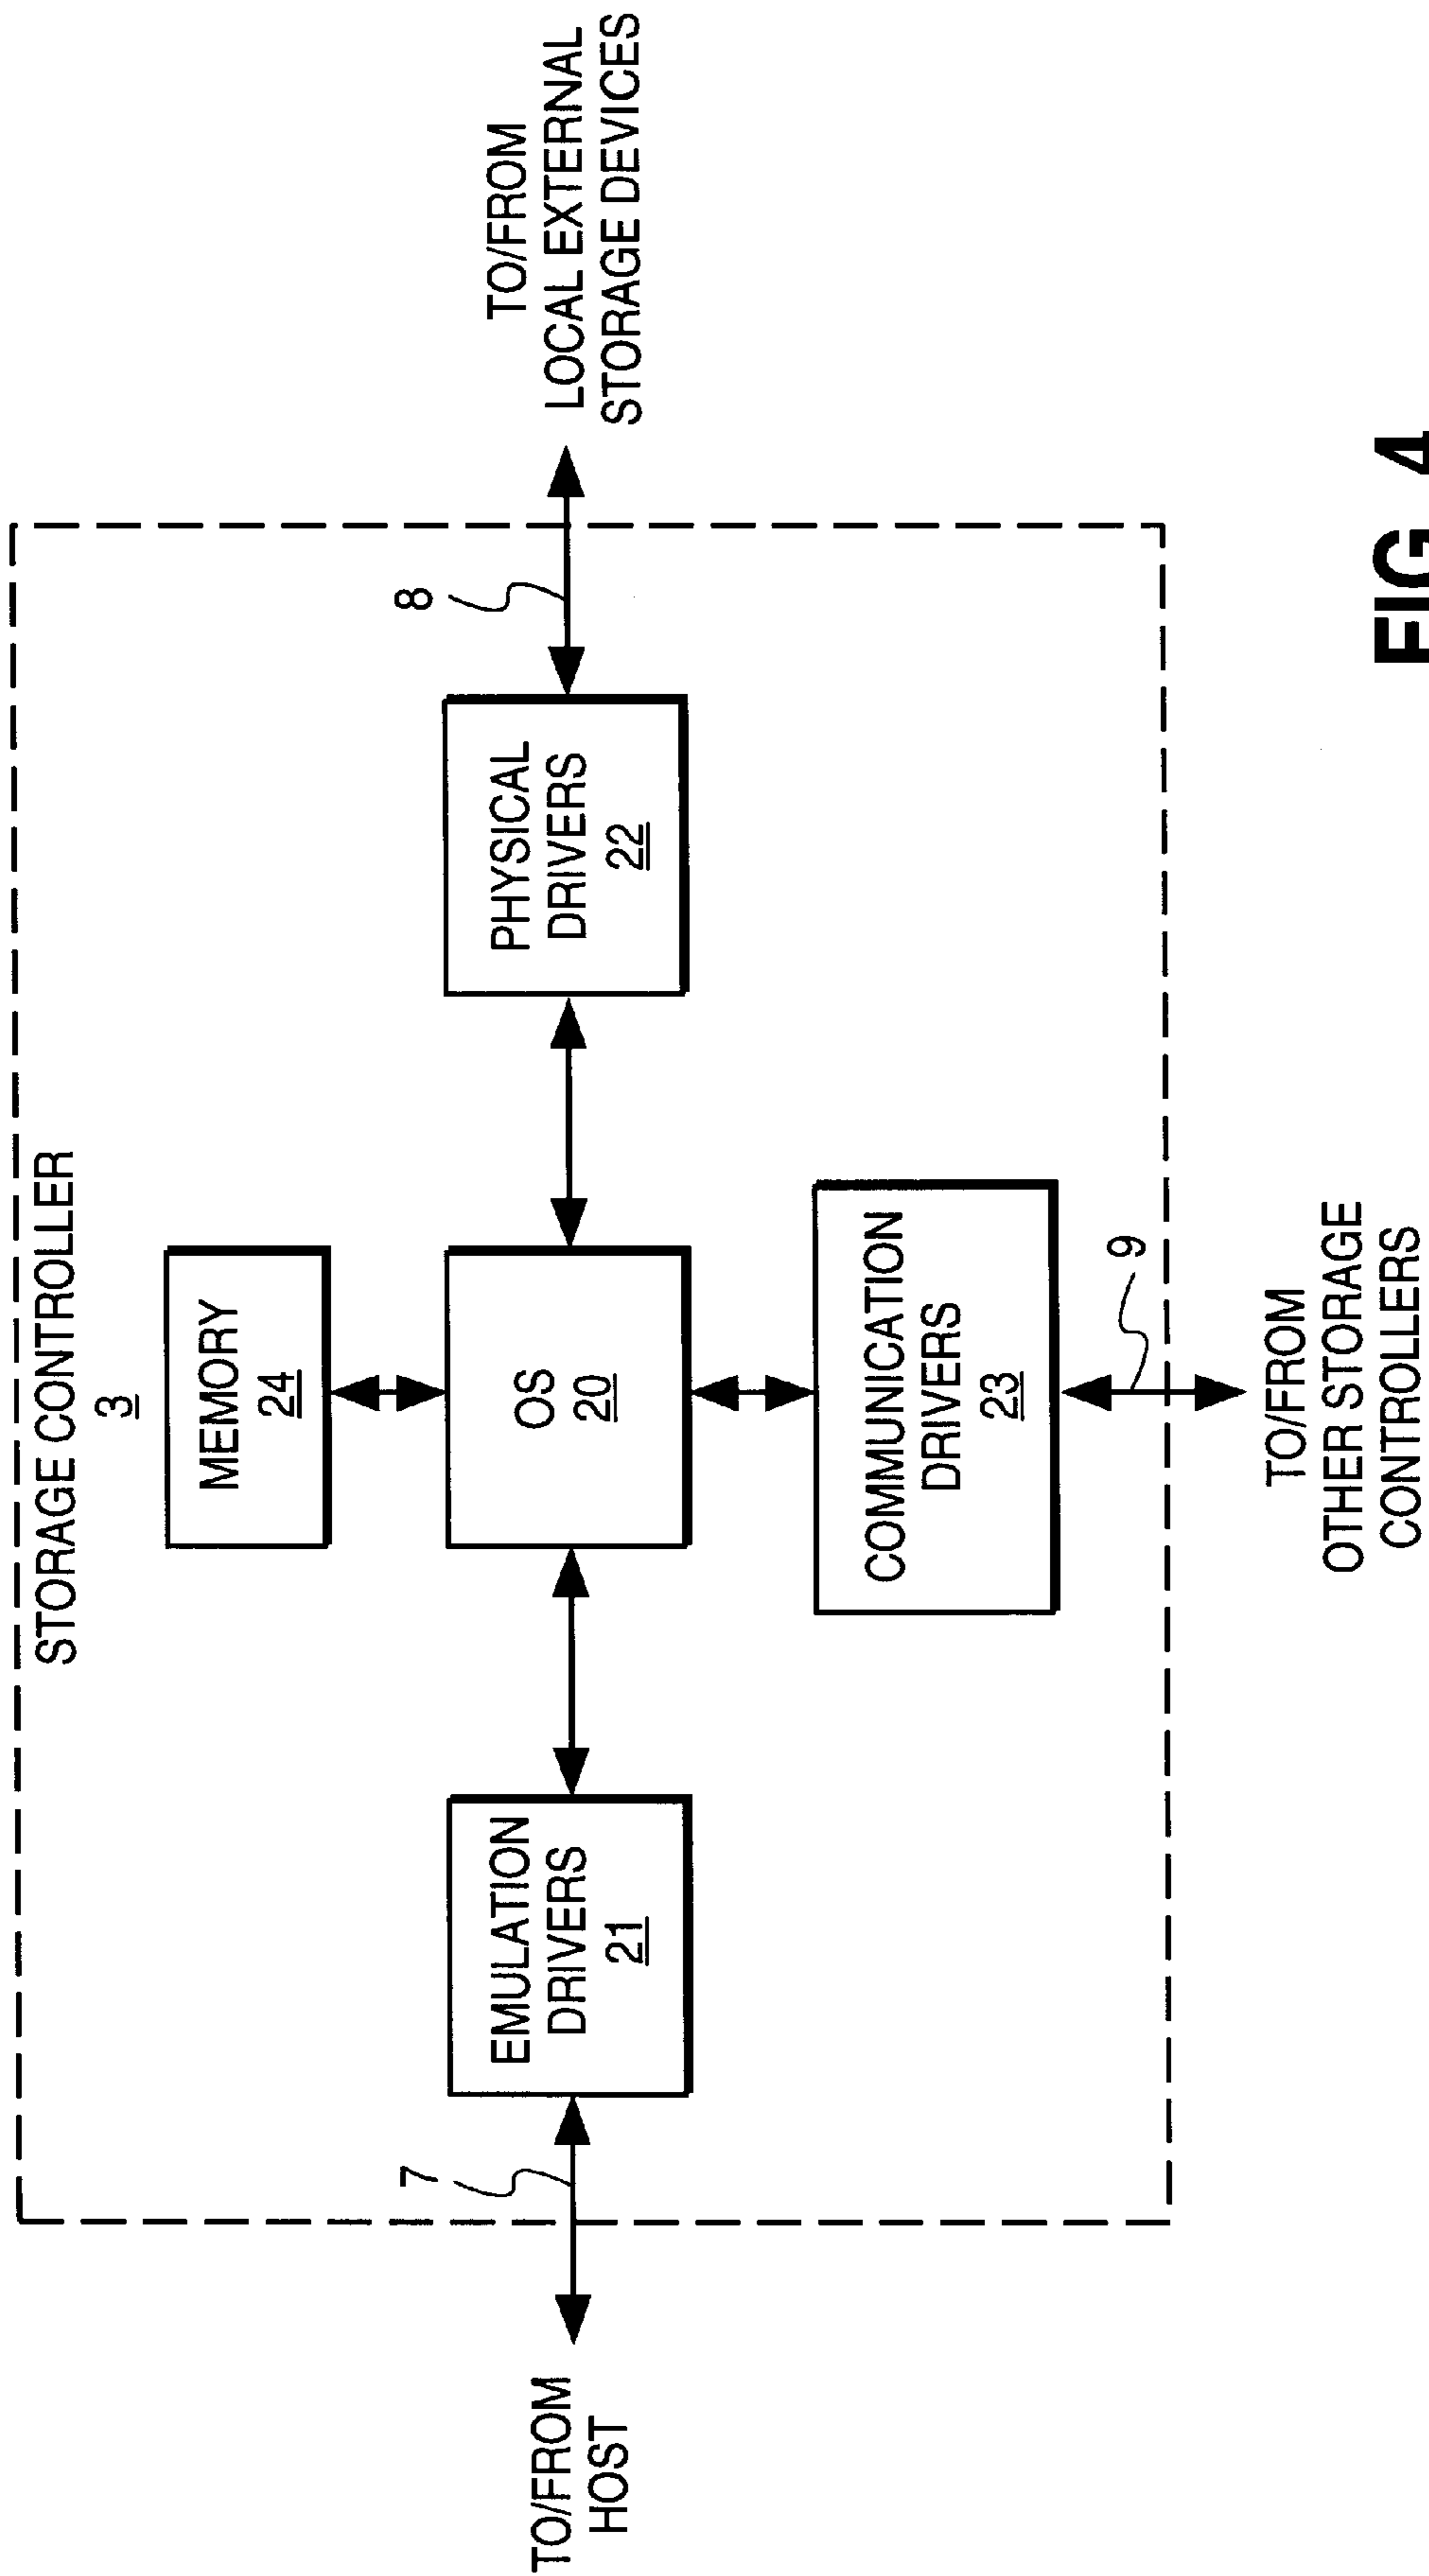 STORAGE CONTROLLER
3
MEMORY
24
TO/FROM
HOST
7
EMULATION
DRIVERS
21
OS
20
PHYSICAL
DRIVERS
22
8
TO/FROM
LOCAL EXTERNAL
STORAGE DEVICES
COMMUNICATION
DRIVERS
23
9
TO/FROM
OTHER STORAGE
CONTROLLERS
FIG 4